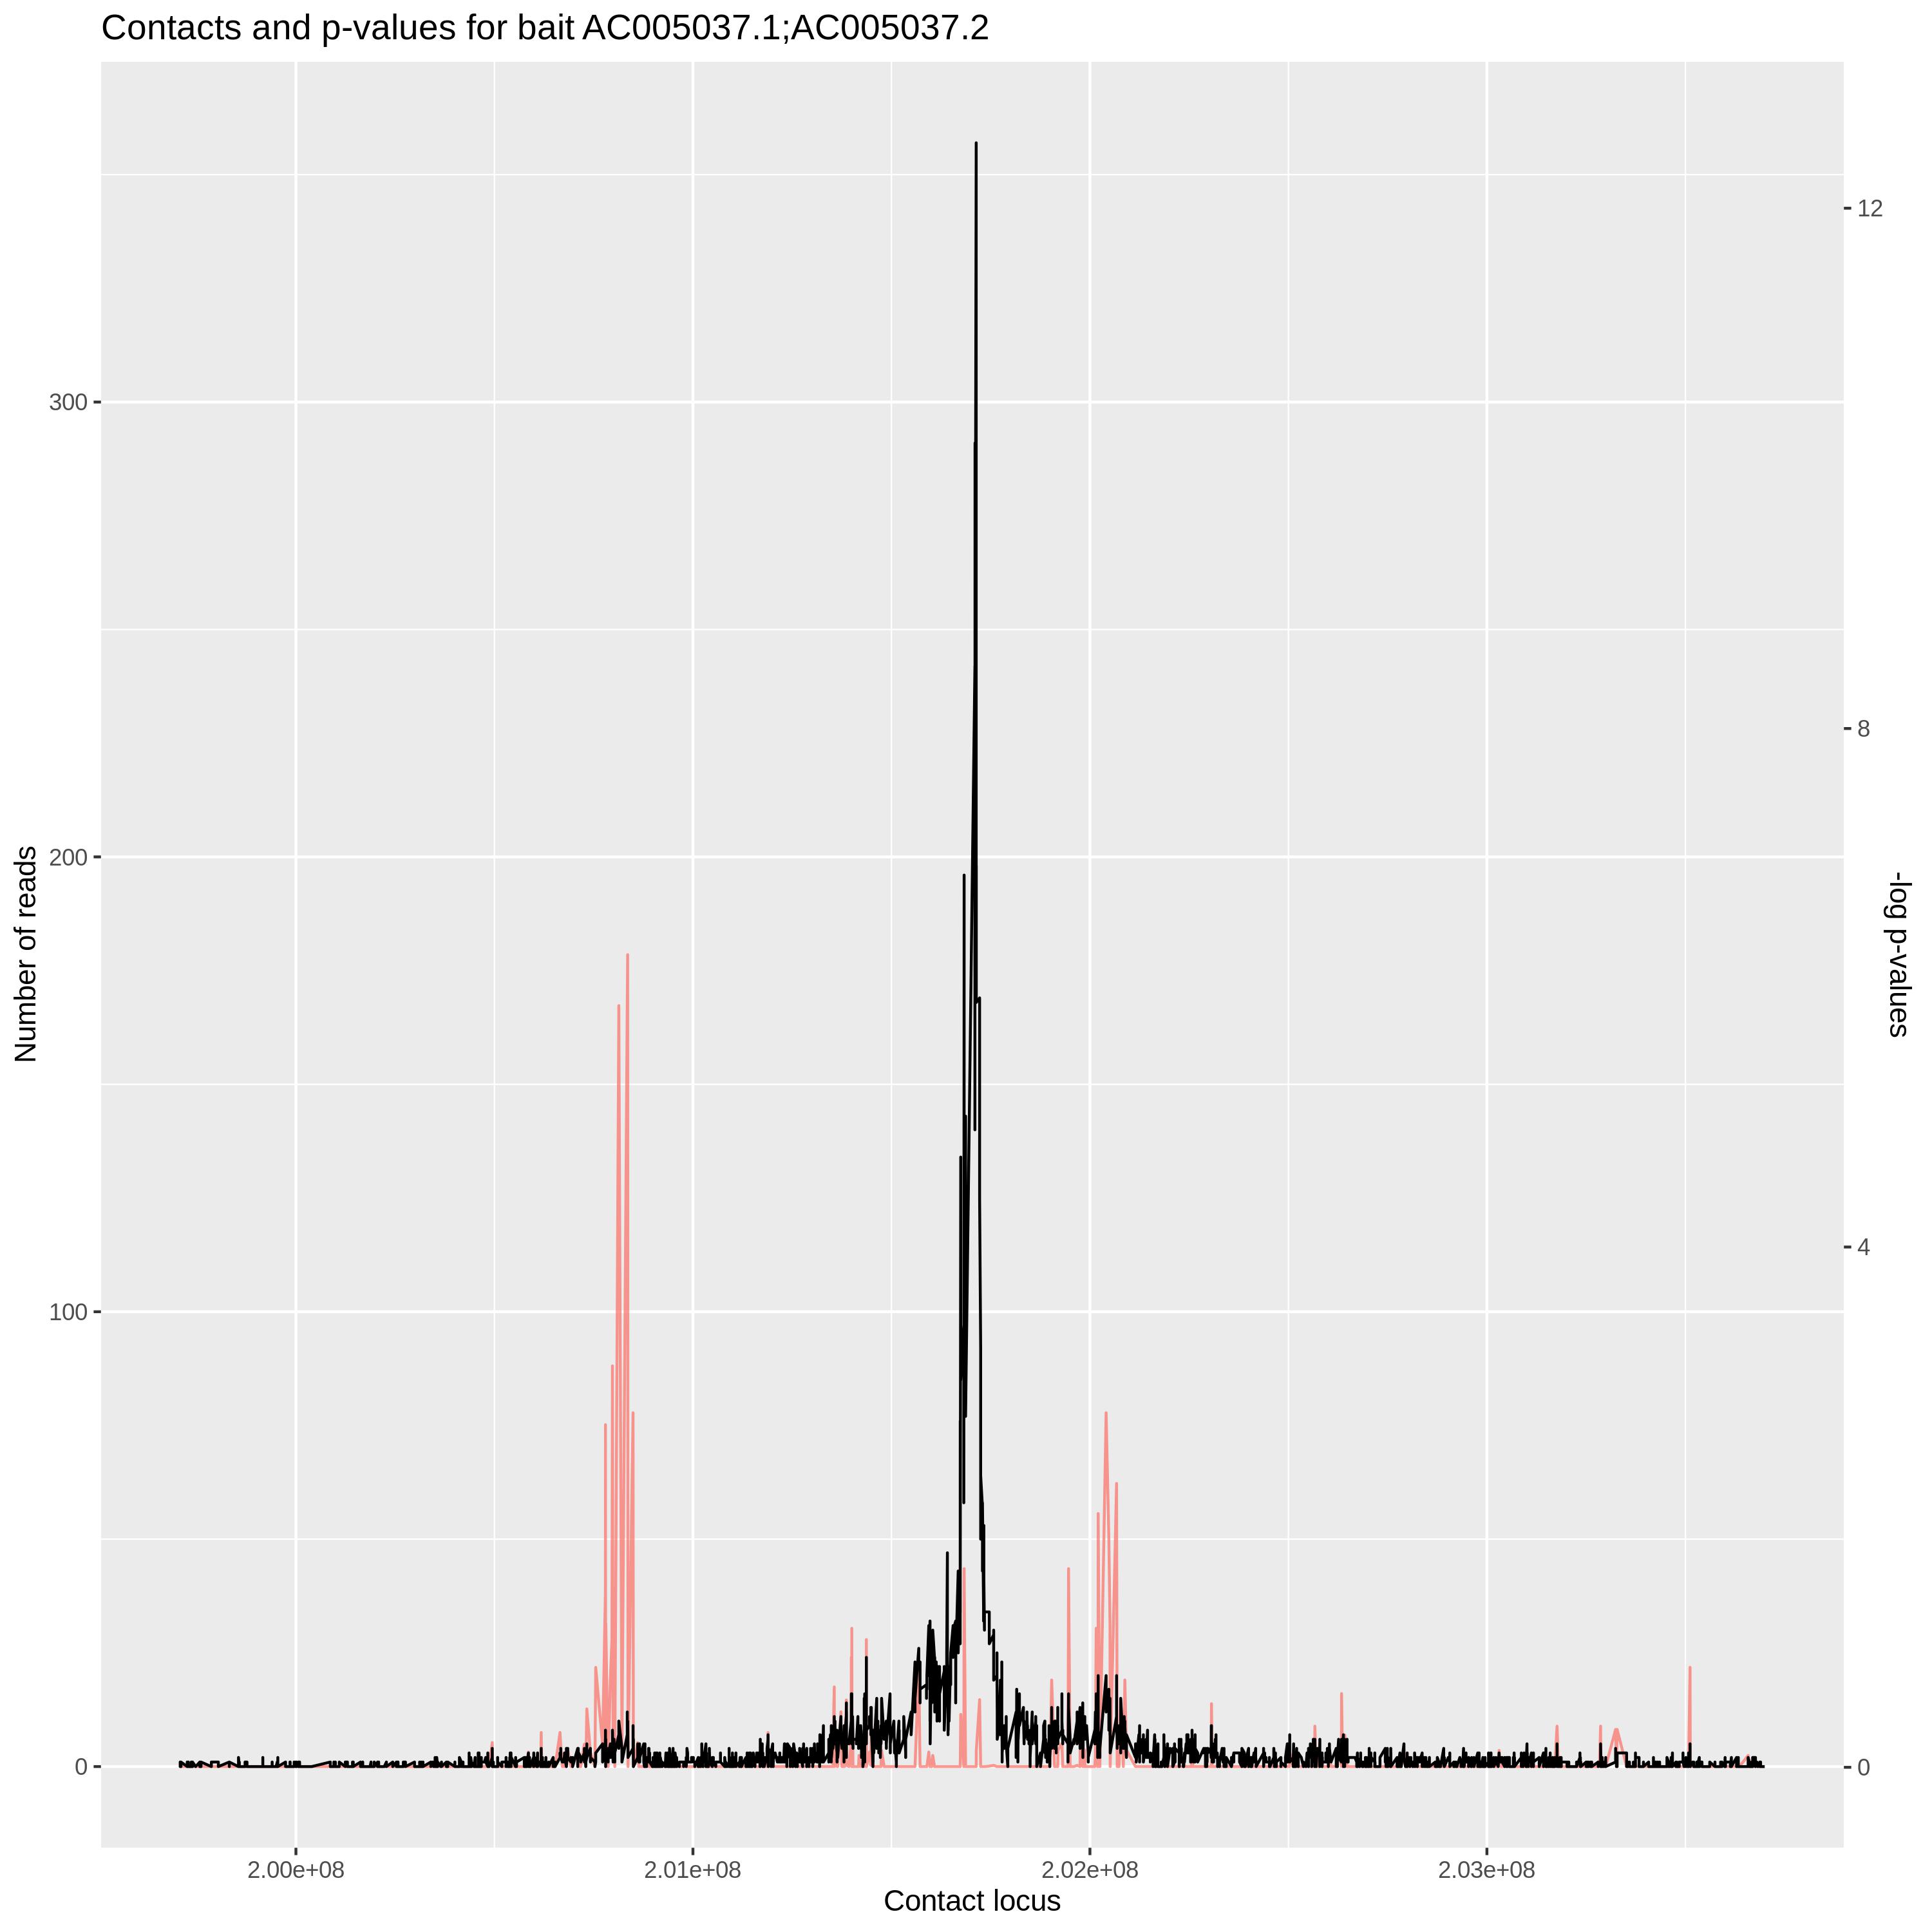 Contacts and p-values for bait AC005037.1;AC005037.2
Number of reads
300
200
100
0
12
8
4
0
-log p-values
2.00e+08
2.01e+08
2.02e+08
2.03e+08
Contact locus